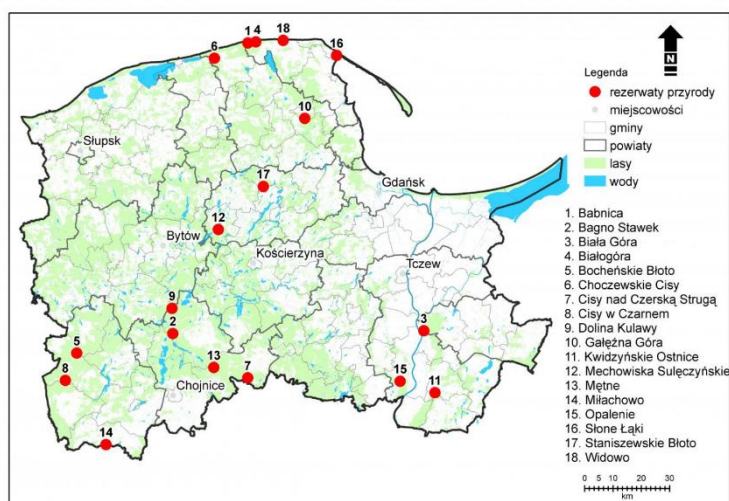 1 4 18
6
16
10
Słupsk
17
Gdańsk
12
Bytów
Kościerzyna
Tczew
9
2
3
5
8
13
7
15
11
Chojnice
14
N
Legenda
rezerwaty przyrody
miejscowości
gminy
powiaty
lasy
wody
1. Babnica
2. Bagno Stawek
3. Biała Góra
4. Białogóra
5. Bocheńskie Błoto
6. Choczewskie Cisy
7. Cisy nad Czerską Strugą
8. Cisy w Czarnem
9. Dolina Kulawy
10. Gałęźna Góra
11. Kwidzyńskie Ostnice
12. Mechowiska Sulęczyńskie
13. Mętne
14. Miłachowo
15. Opalenie
16. Słone Łąki
17. Staniszewskie Błoto
18. Widowo
0 5 10 20 30
km